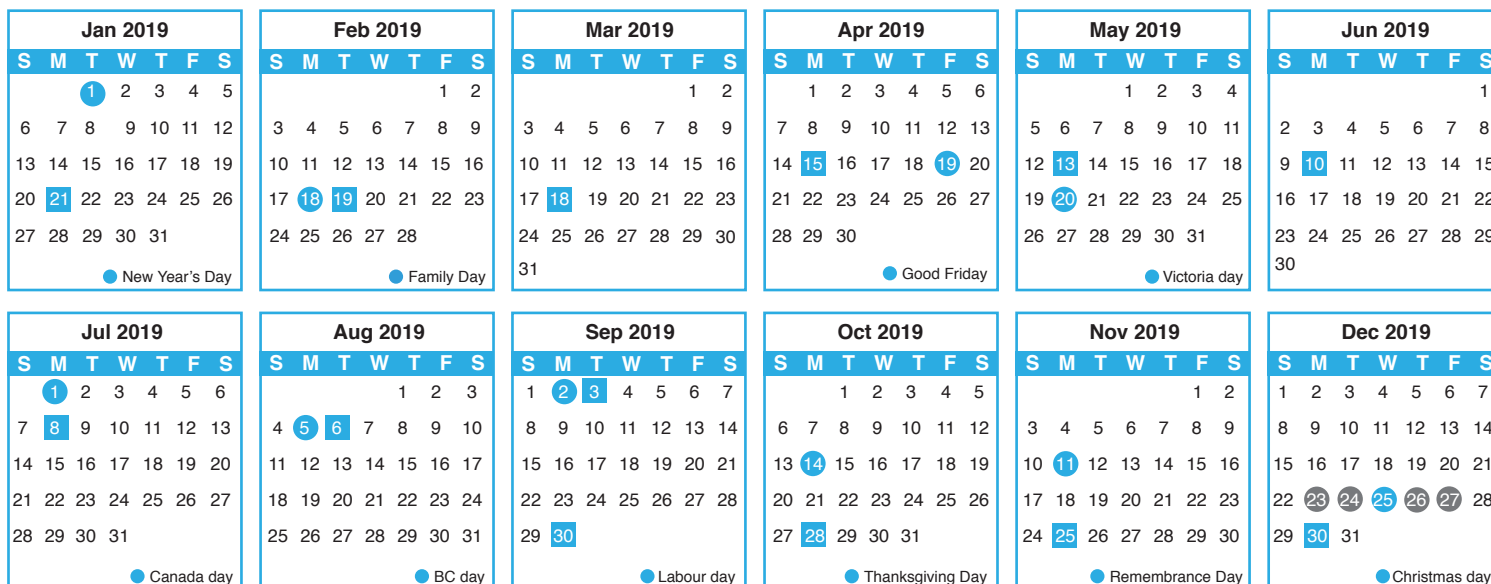 Jan 2019
S M T W T F S
1 2 3 4 5
6 7 8 9 10 11 12
13 14 15 16 17 18 19
20 21 22 23 24 25 26
27 28 29 30 31
New Year's Day
Feb 2019
S M T W T F S
1 2
3 4 5 6 7 8 9
10 11 12 13 14 15 16
17 18 19 20 21 22 23
24 25 26 27 28
Family Day
Mar 2019
S M T W T F S
1 2
3 4 5 6 7 8 9
10 11 12 13 14 15 16
17 18 19 20 21 22 23
24 25 26 27 28 29 30
31
Apr 2019
S M T W T F S
1 2 3 4 5 6
7 8 9 10 11 12 13
14 15 16 17 18 19 20
21 22 23 24 25 26 27
28 29 30
Good Friday
May 2019
S M T W T F S
1 2 3 4
5 6 7 8 9 10 11
12 13 14 15 16 17 18
19 20 21 22 23 24 25
26 27 28 29 30 31
Victoria day
Jun 2019
S M T W T F S
1
2 3 4 5 6 7 8
9 10 11 12 13 14 15
16 17 18 19 20 21 22
23 24 25 26 27 28 29
30
Jul 2019
S M T W T F S
1 2 3 4 5 6
7 8 9 10 11 12 13
14 15 16 17 18 19 20
21 22 23 24 25 26 27
28 29 30 31
Canada day
Aug 2019
S M T W T F S
1 2 3
4 5 6 7 8 9 10
11 12 13 14 15 16 17
18 19 20 21 22 23 24
25 26 27 28 29 30 31
BC day
Sep 2019
S M T W T F S
1 2 3 4 5 6 7
8 9 10 11 12 13 14
15 16 17 18 19 20 21
22 23 24 25 26 27 28
29 30
Labour day
Oct 2019
S M T W T F S
1 2 3 4 5
6 7 8 9 10 11 12
13 14 15 16 17 18 19
20 21 22 23 24 25 26
27 28 29 30 31
Thanksgiving Day
Nov 2019
S M T W T F S
1 2
3 4 5 6 7 8 9
10 11 12 13 14 15 16
17 18 19 20 21 22 23
24 25 26 27 28 29 30
Remembrance Day
Dec 2019
S M T W T F S
1 2 3 4 5 6 7
8 9 10 11 12 13 14
15 16 17 18 19 20 21
22 23 24 25 26 27 28
29 30 31
Christmas day